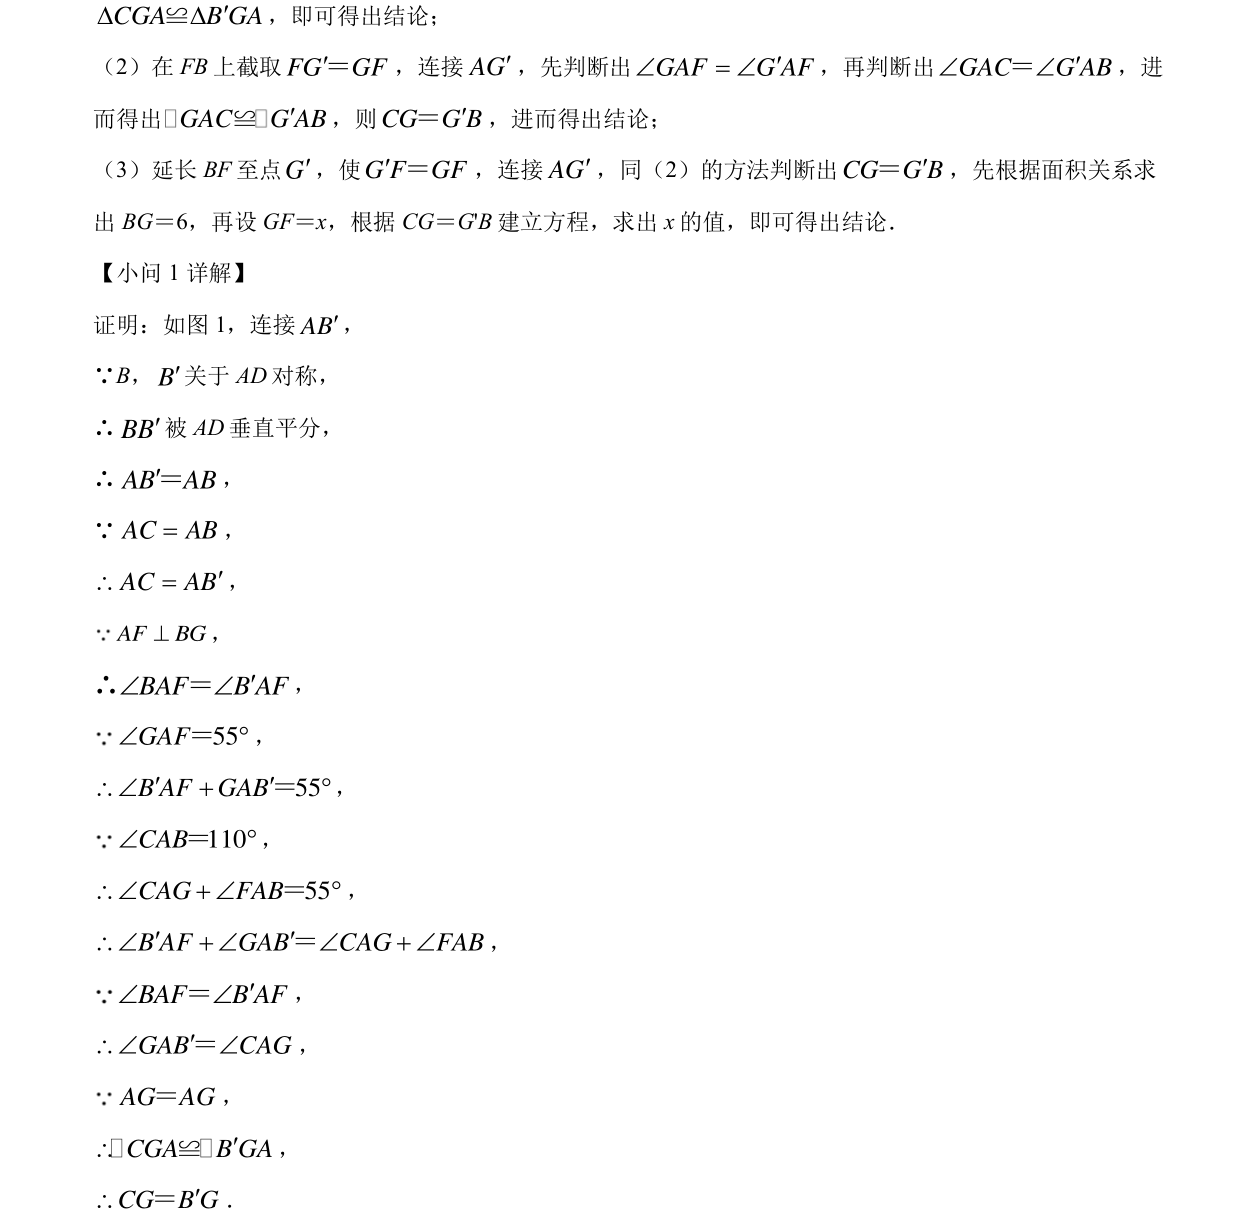 ΔCGA≌ΔB′GA，即可得出结论；
（2）在 FB 上截取 FG′=GF，连接 AG′，先判断出∠GAF = ∠G′AF，再判断出∠GAC=∠G′AB，进
而得出□GAC≌□G′AB，则 CG=G′B，进而得出结论；
（3）延长 BF 至点 G′，使 G′F=GF，连接 AG′，同（2）的方法判断出 CG=G′B，先根据面积关系求
出 BG＝6，再设 GF＝x，根据 CG＝G'B 建立方程，求出 x 的值，即可得出结论．
【小问 1 详解】
证明：如图 1，连接 AB′，
∵B，B′关于 AD 对称，
∴ BB′ 被 AD 垂直平分，
∴ AB′=AB，
∵ AC = AB，
∴ AC = AB′，
∵ AF ⊥ BG，
∴∠BAF=∠B′AF，
∵ ∠GAF=55°，
∴∠B′AF + GAB′=55°，
∵ ∠CAB=110°，
∴∠CAG + ∠FAB=55°，
∴∠B′AF + ∠GAB′=∠CAG + ∠FAB，
∵ ∠BAF=∠B′AF，
∴∠GAB′=∠CAG，
∵ AG=AG，
∴□CGA≌□B′GA，
∴CG=B′G．